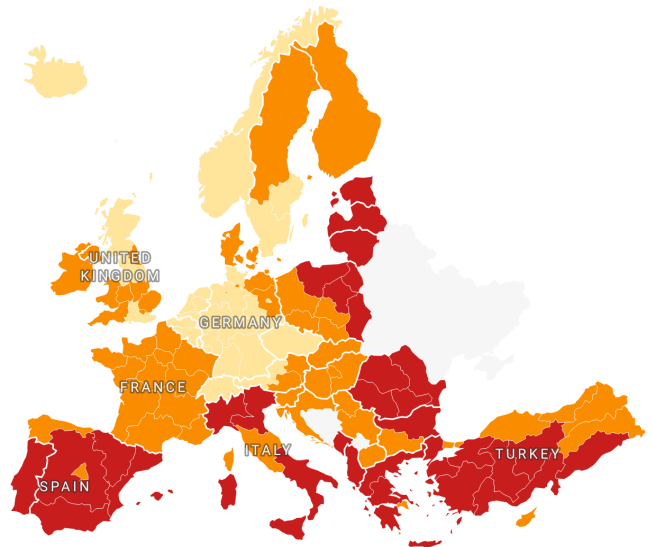 UNITED
KINGDOM
GERMANY
FRANCE
ITALY
TURKEY
SPAIN